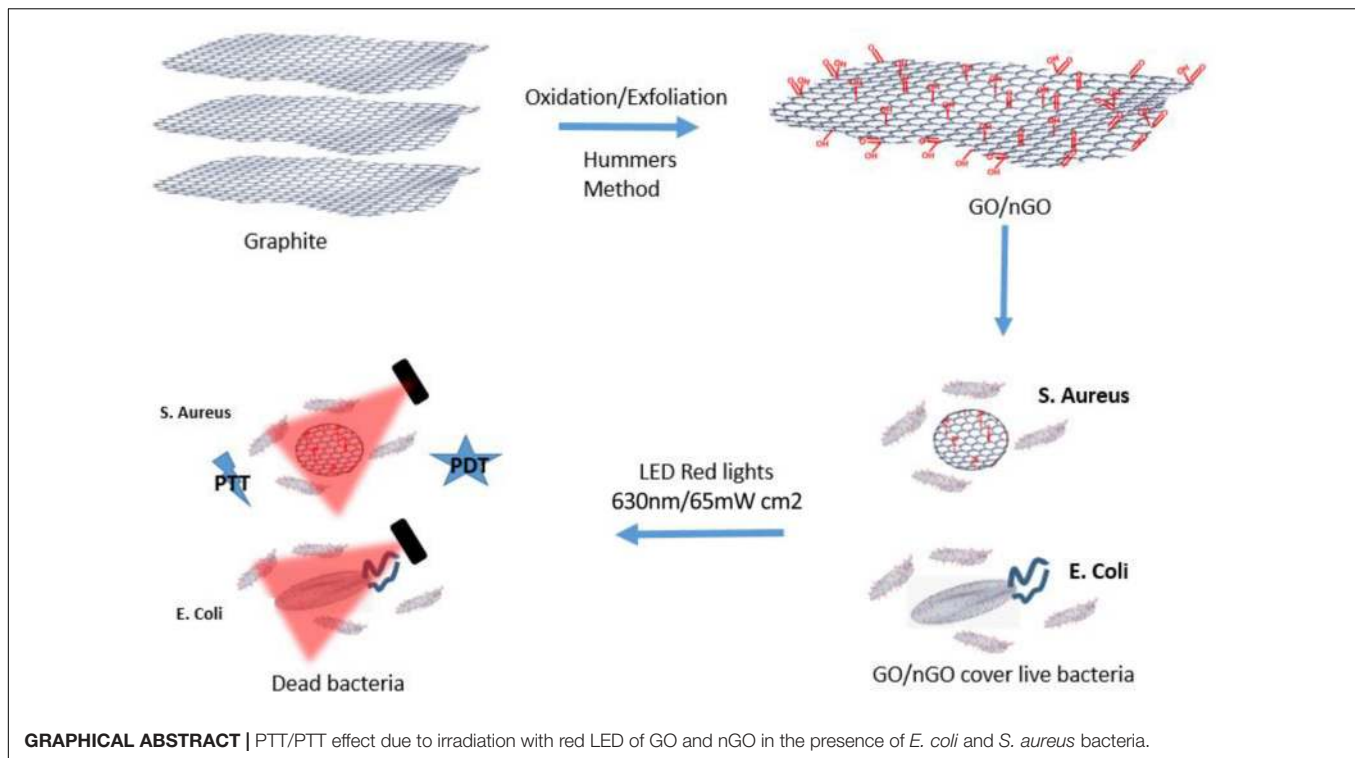 Oxidation/Exfoliation
Hummers
Method
Graphite
GO/nGO
S. Aureus
E. Coli
GO/nGO cover live bacteria
LED Red lights
630nm/65mW cm2
S. Aureus
PTT
PDT
E. Coli
Dead bacteria
GRAPHICAL ABSTRACT | PTT/PTT effect due to irradiation with red LED of GO and nGO in the presence of E. coli and S. aureus bacteria.